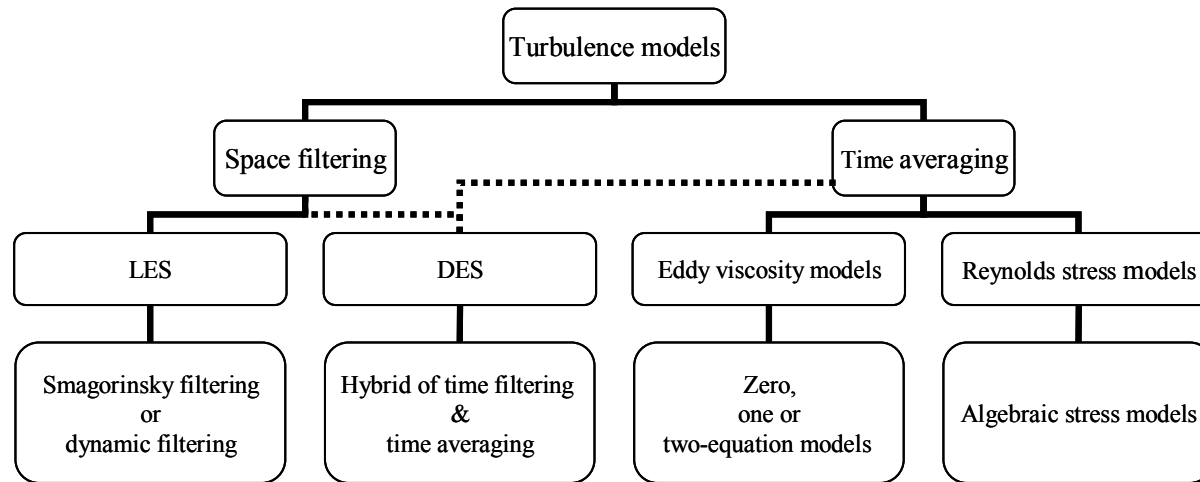 Turbulence models
Space filtering
Time averaging
LES
DES
Eddy viscosity models
Reynolds stress models
Smagorinsky filtering
or
dynamic filtering
Hybrid of time filtering
&
time averaging
Zero,
one or
two-equation models
Algebraic stress models